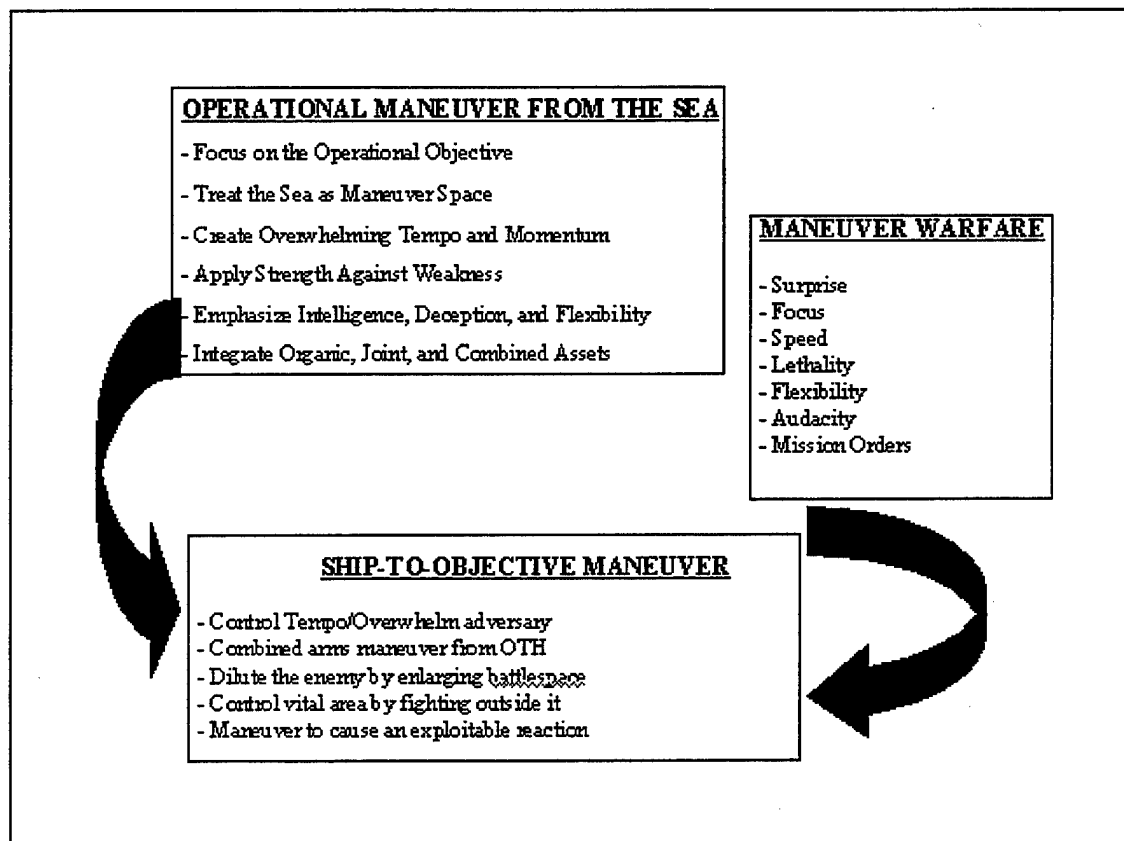 OPERATIONAL MANEUVER FROM THE SEA
- Focus on the Operational Objective
- Treat the Sea as Maneuver Space
- Create Overwhelming Tempo and Momentum
- Apply Strength Against Weakness
- Emphasize Intelligence, Deception, and Flexibility
- Integrate Organic, Joint, and Combined Assets
MANEUVER WARFARE
- Surprise
- Focus
- Speed
- Lethality
- Flexibility
- Audacity
- Mission Orders
SHIP-TO-OBJECTIVE MANEUVER
- Control Tempo/Overwhelm adversary
- Combined arms maneuver from OTH
- Dilute the enemy by enlarging battlespace
- Control vital area by fighting outside it
- Maneuver to cause an exploitable reaction